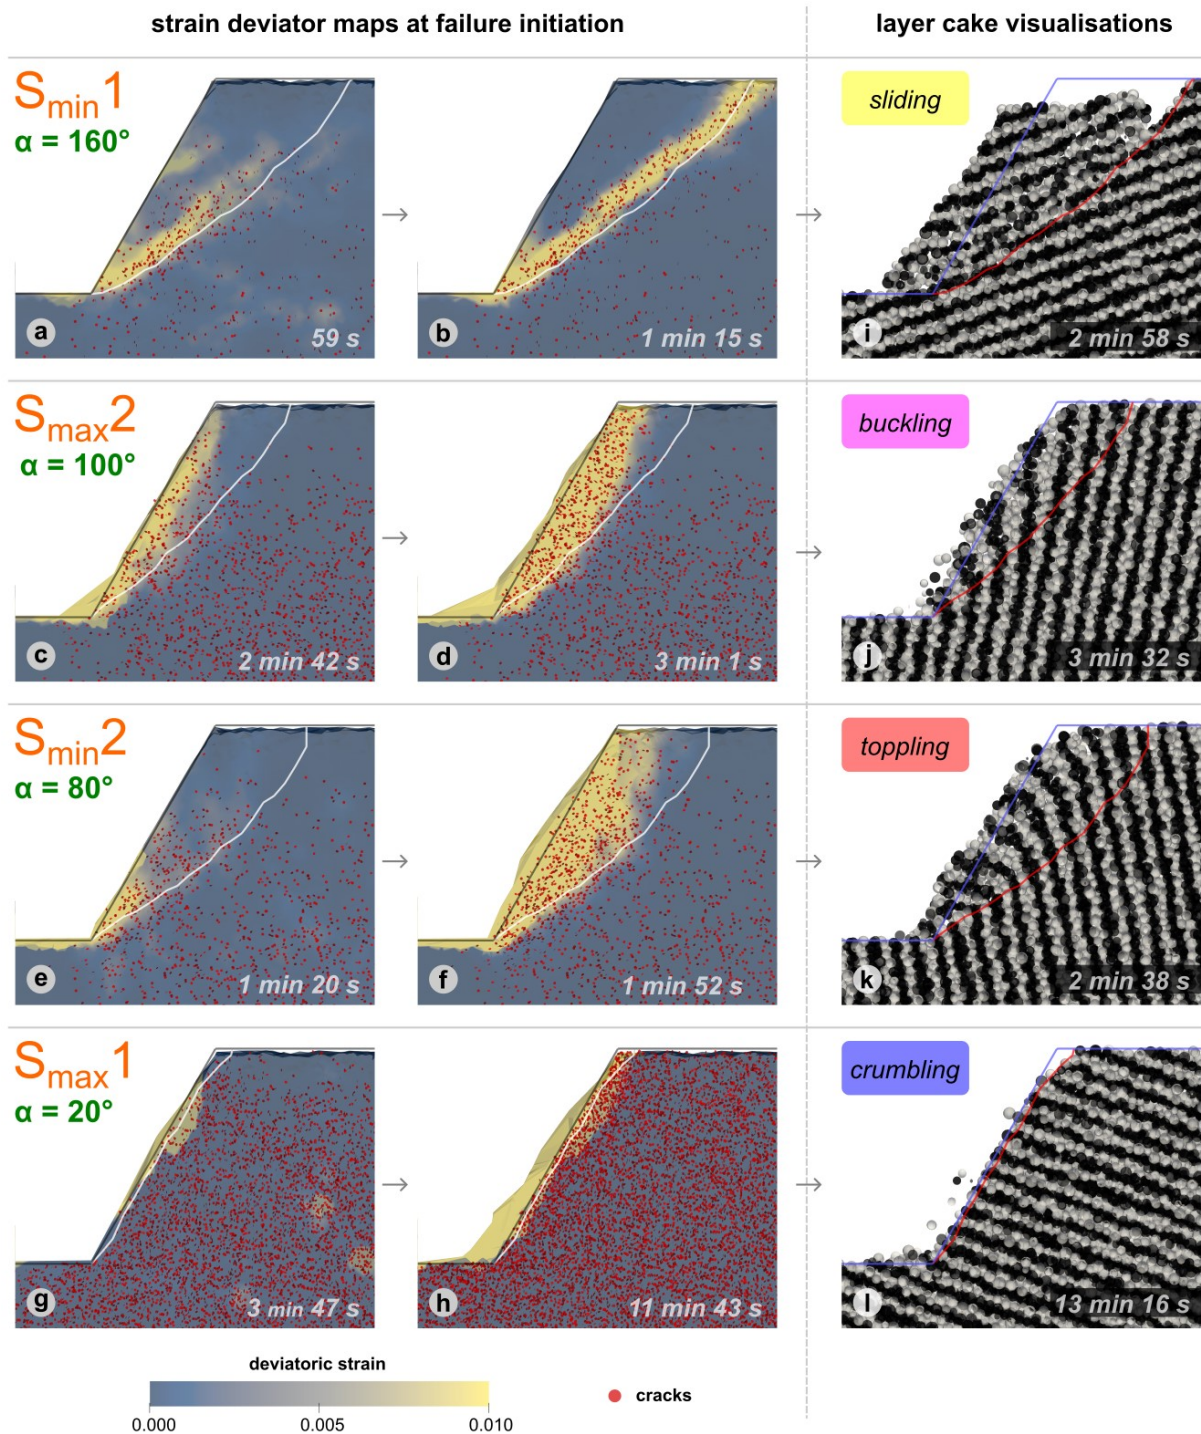 strain deviator maps at failure initiation
layer cake visualisations
Smin1
α = 160°
a
59 s
b
1 min 15 s
sliding
i
2 min 58 s
Smax2
α = 100°
c
2 min 42 s
d
3 min 1 s
buckling
j
3 min 32 s
Smin2
α = 80°
e
1 min 20 s
f
1 min 52 s
toppling
k
2 min 38 s
Smax1
α = 20°
g
3 min 47 s
h
11 min 43 s
crumbling
l
13 min 16 s
deviatoric strain
0.000
0.005
0.010
cracks